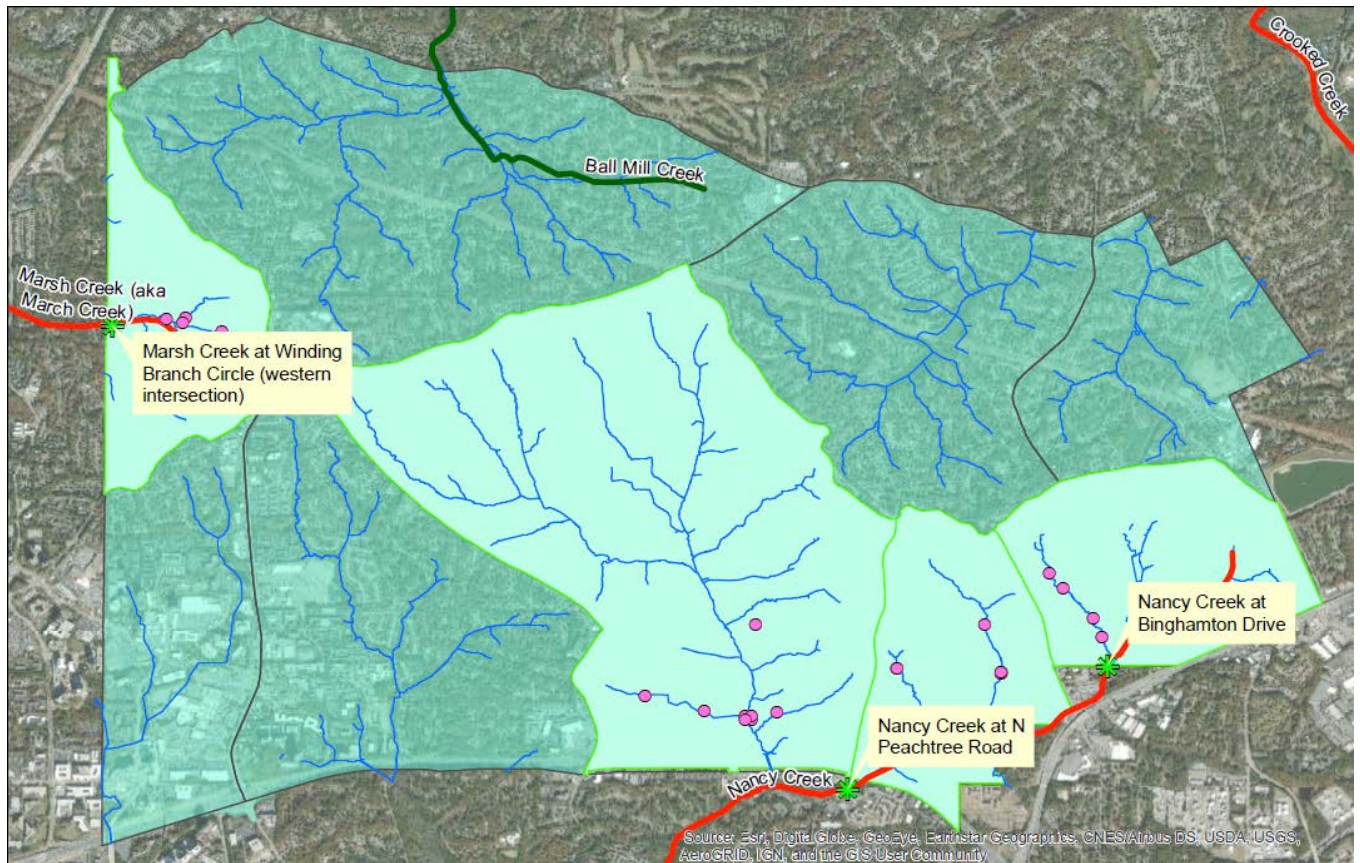 Crooked Creek
Ball Mill Creek
Marsh Creek (aka
March Creek)
Marsh Creek at Winding
Branch Circle (western
intersection)
Nancy Creek at
Binghamton Drive
Nancy Creek at N
Peachtree Road
Nancy Creek
Source: Esri, DigitalGlobe, GeoEye, Earthstar Geographics, CNES/Airbus DS, USDA, USGS,
AeroGRID, IGN, and the GIS User Community